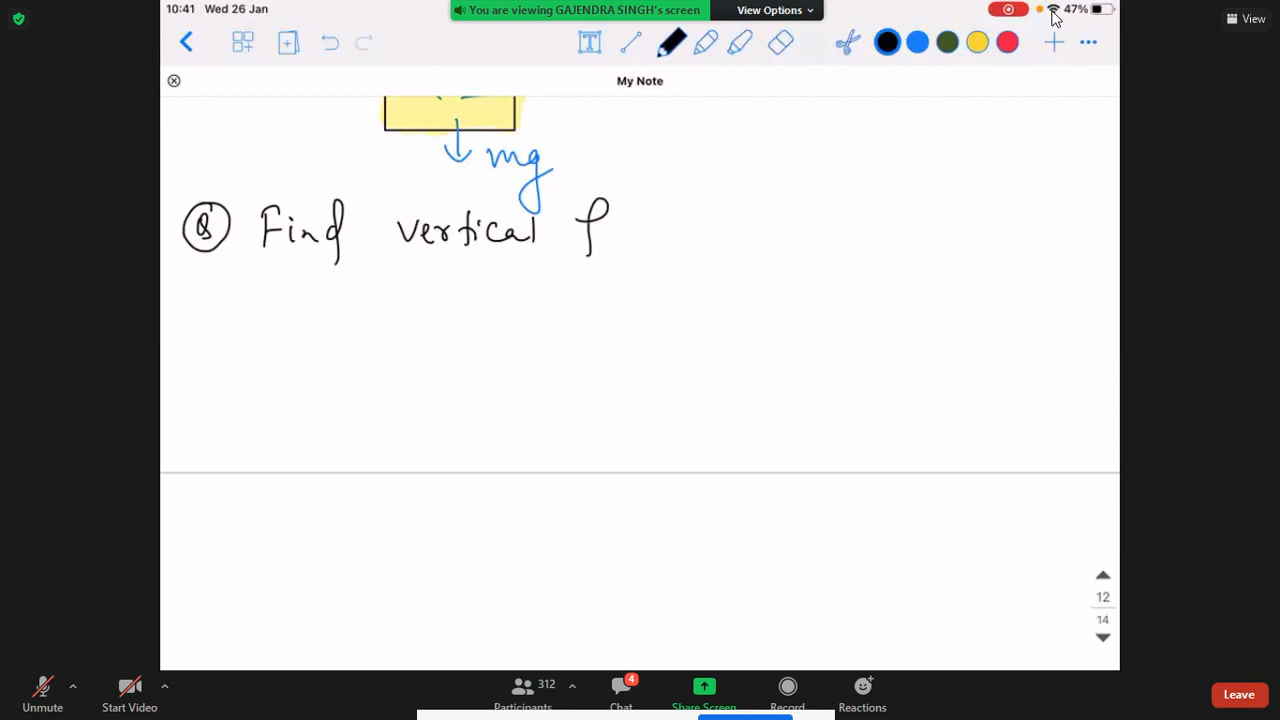 10:41 Wed 26 Jan
You are viewing GAJENDRA SINGH's screen
View Options
47%
View
My Note
mg
Q Find vertical f
12
14
Unmute
Start Video
312
Participants
4
Chat
Share Screen
Record
Reactions
Leave